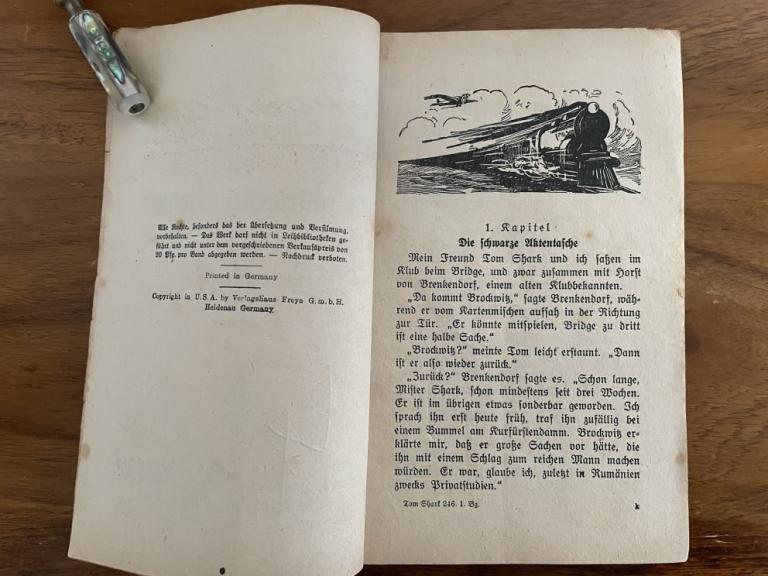 Alle Rechte, besonders das der Übersetzung und Verfilmung,
vorbehalten. — Das Werk darf nicht in Leihbibliotheken ge-
führt und nicht unter dem vorgeschriebenen Verkaufspreis von
20 Pfg. pro Band abgegeben werden. — Nachdruck verboten.
Printed in Germany
Copyright in U.S.A. by Verlagshaus Freya G.m.b.H.
Heidenau Germany.
1. Kapitel
Die schwarze Aktentasche
Mein Freund Tom Shark und ich saßen im
Klub beim Bridge, und zwar zusammen mit Horst
von Brenkendorf, einem alten Klubbekannten.
„Da kommt Brockwitz,“ sagte Brenkendorf, wäh-
rend er vom Kartenmischen aufsah in der Richtung
zur Tür. „Er könnte mitspielen, Bridge zu dritt
ist eine halbe Sache.“
„Brockwitz?“ meinte Tom leicht erstaunt. „Dann
ist er also wieder zurück.“
„Zurück?“ Brenkendorf sagte es. „Schon lange,
Mister Shark, schon mindestens seit drei Wochen.
Er ist im übrigen etwas sonderbar geworden. Ich
sprach ihn erst heute früh, traf ihn zufällig bei
einem Bummel am Kurfürstendamm. Brockwitz er-
klärte mir, daß er große Sachen vor hätte, die
ihn mit einem Schlag zum reichen Mann machen
würden. Er war, glaube ich, zuletzt in Rumänien
zwecks Privatstudien.“
Tom Shark 246. 1. Bg.